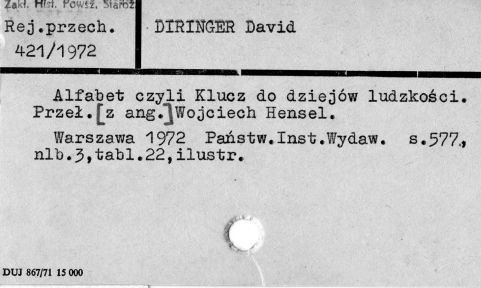 Zakł. Hist. Powsz. Staroż.
Rej.przech. DIRINGER David
421/1972
Alfabet czyli Klucz do dziejów ludzkości.
Przeł.[z ang.]Wojciech Hensel.
Warszawa 1972 Państw.Inst.Wydaw. s.577,
nlb.3,tabl.22,ilustr.
DUJ 867/71 15 000